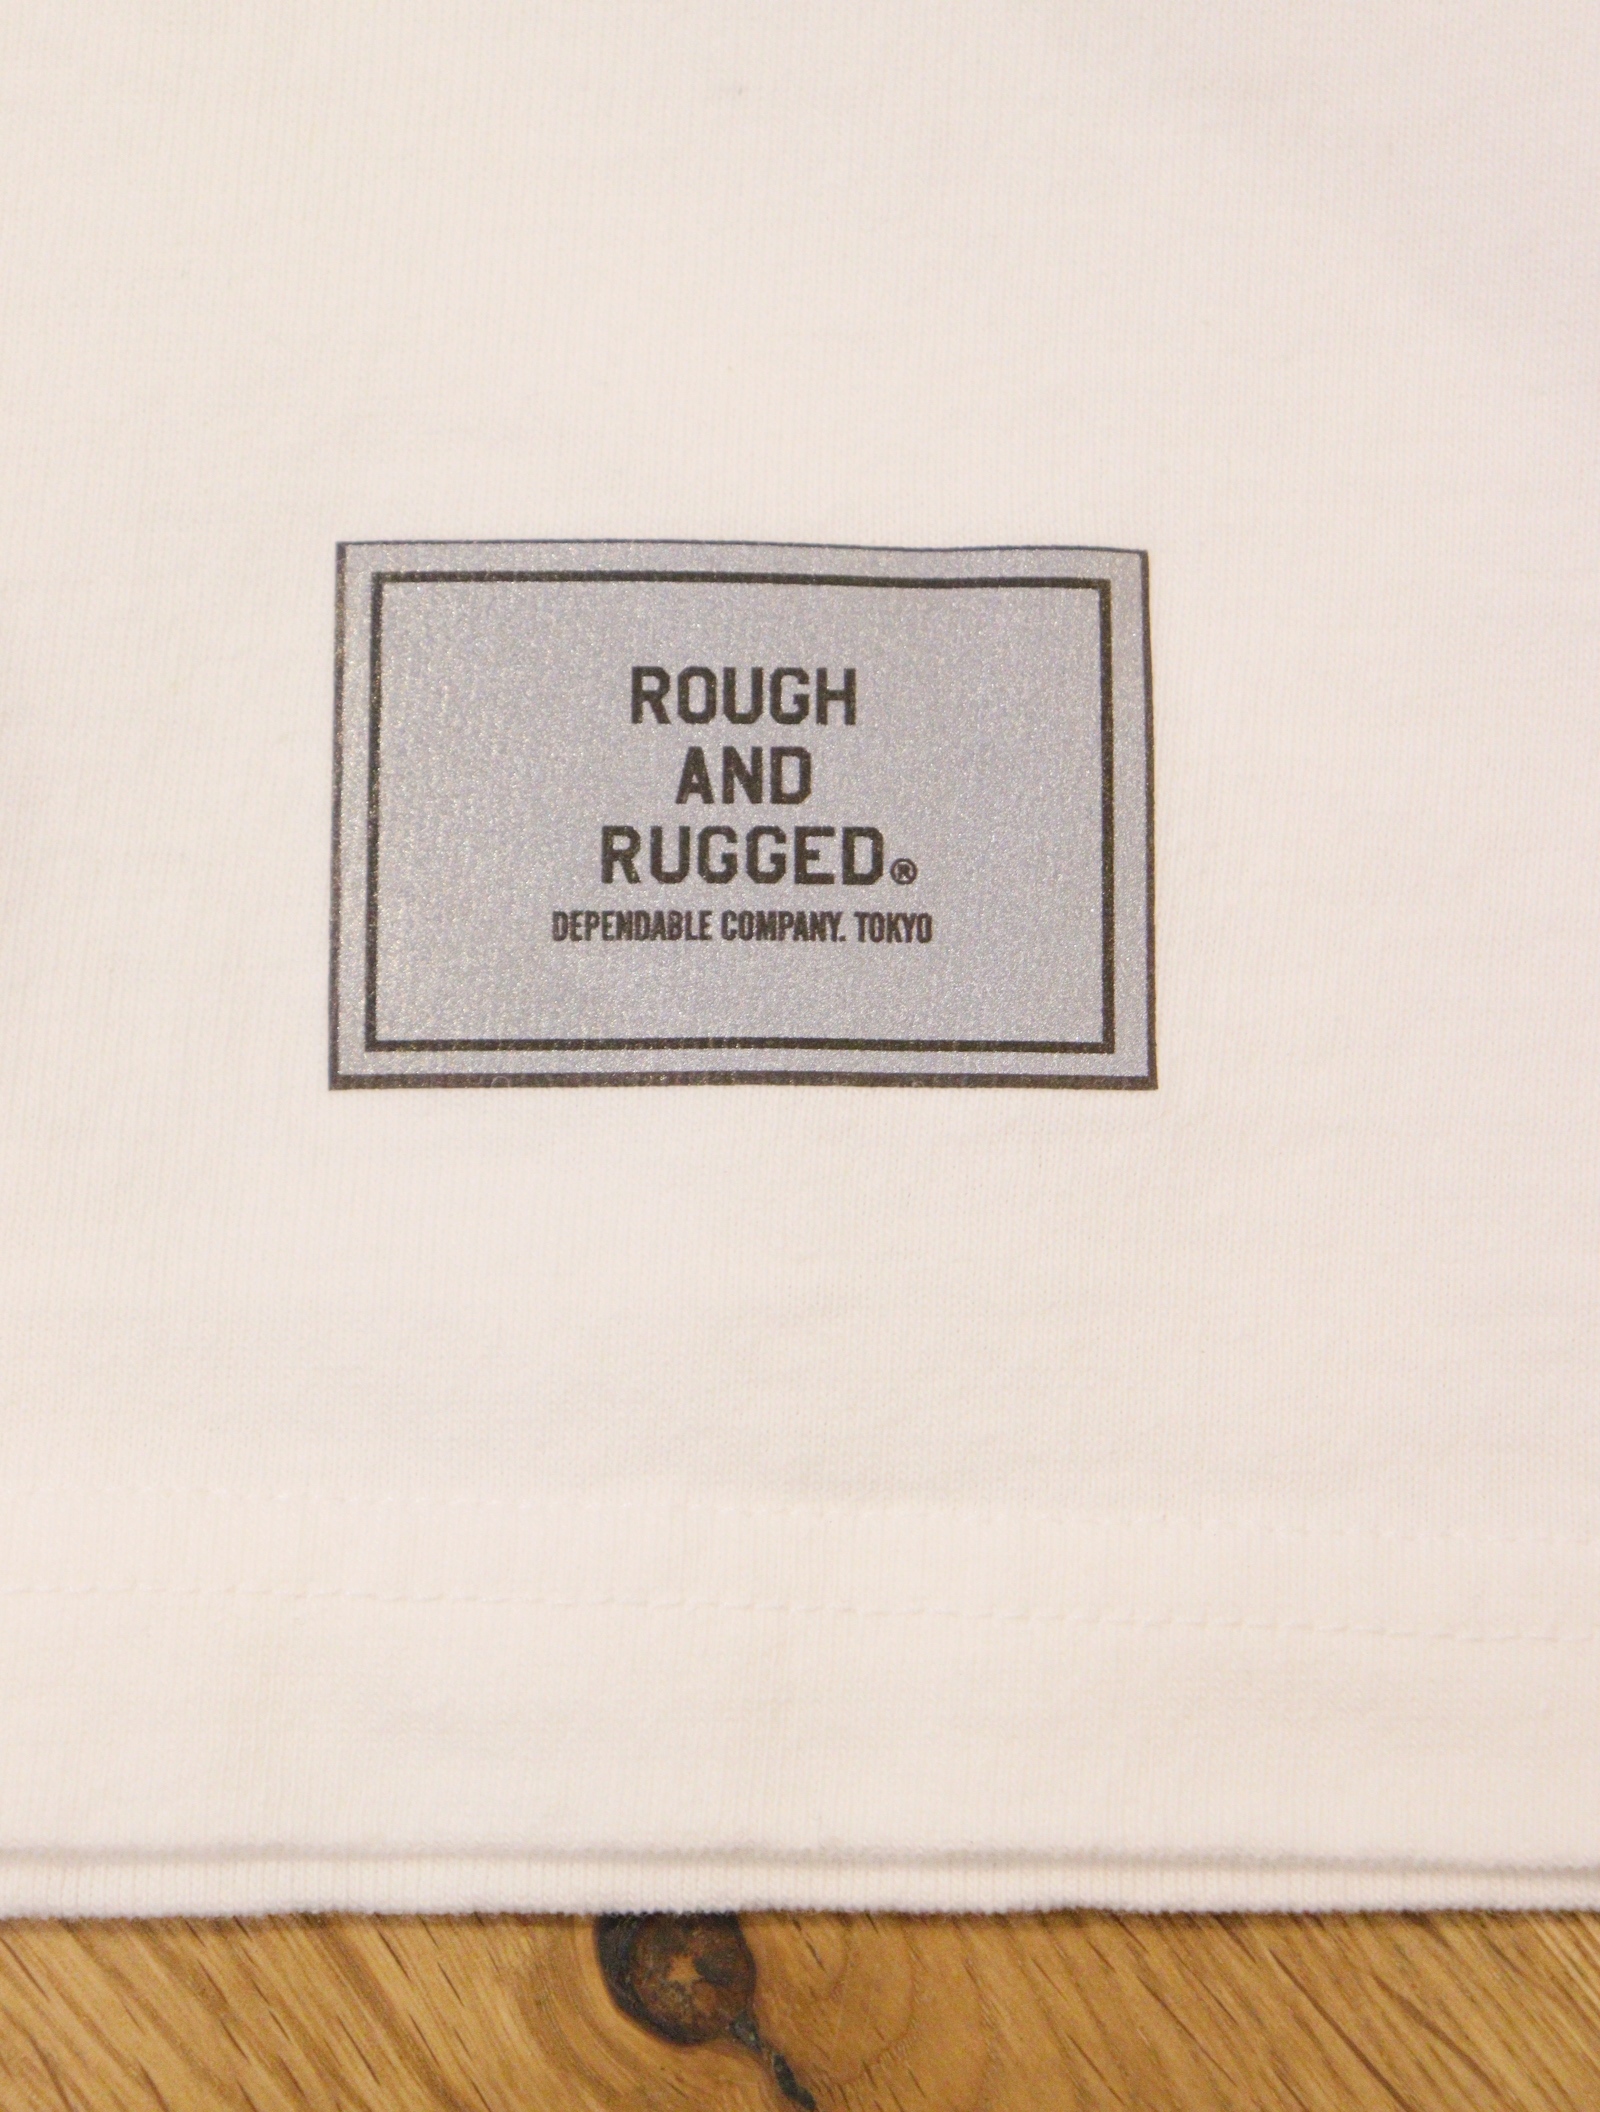 ROUGH
AND
RUGGED®
DEPENDABLE COMPANY. TOKYO